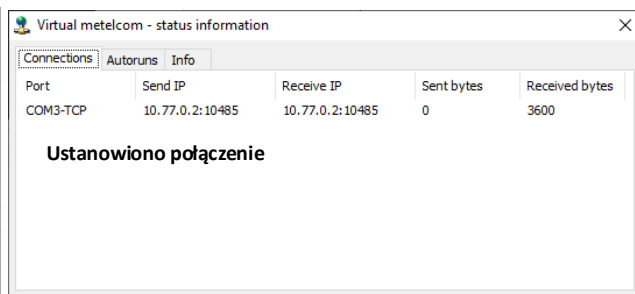 Virtual metelcom - status information
Connections Autoruns Info
Port Send IP Receive IP Sent bytes Received bytes
COM3-TCP 10.77.0.2:10485 10.77.0.2:10485 0 3600
Ustanowiono połączenie